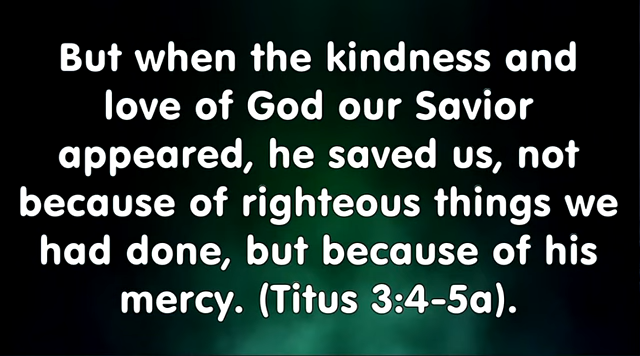 But when the kindness and
love of God our Savior
appeared, he saved us, not
because of righteous things we
had done, but because of his
mercy. (Titus 3:4-5a).